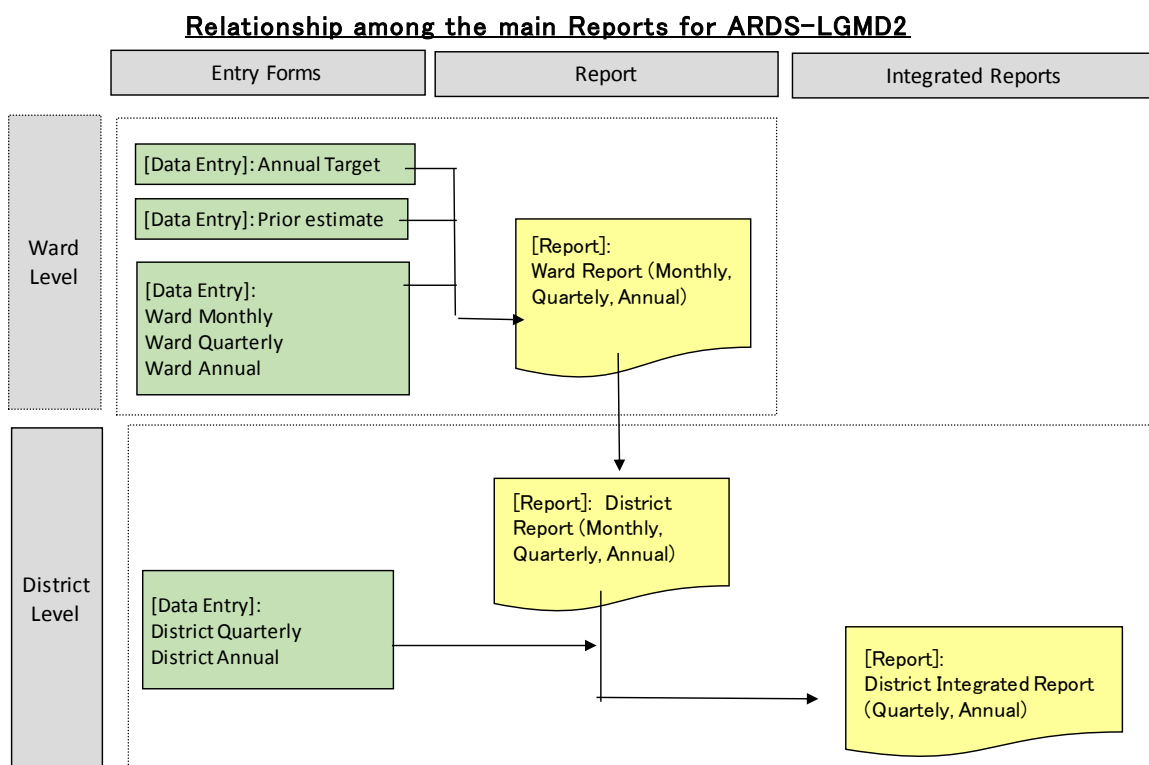 Relationship among the main Reports for ARDS-LGMD2
Entry Forms
Report
Integrated Reports
Ward
Level
[Data Entry]: Annual Target
[Data Entry]: Prior estimate
[Data Entry]:
Ward Monthly
Ward Quarterly
Ward Annual
[Report]:
Ward Report (Monthly,
Quartely, Annual)
District
Level
[Report]: District
Report (Monthly,
Quarterly, Annual)
[Data Entry]:
District Quarterly
District Annual
[Report]:
District Integrated Report
(Quartely, Annual)